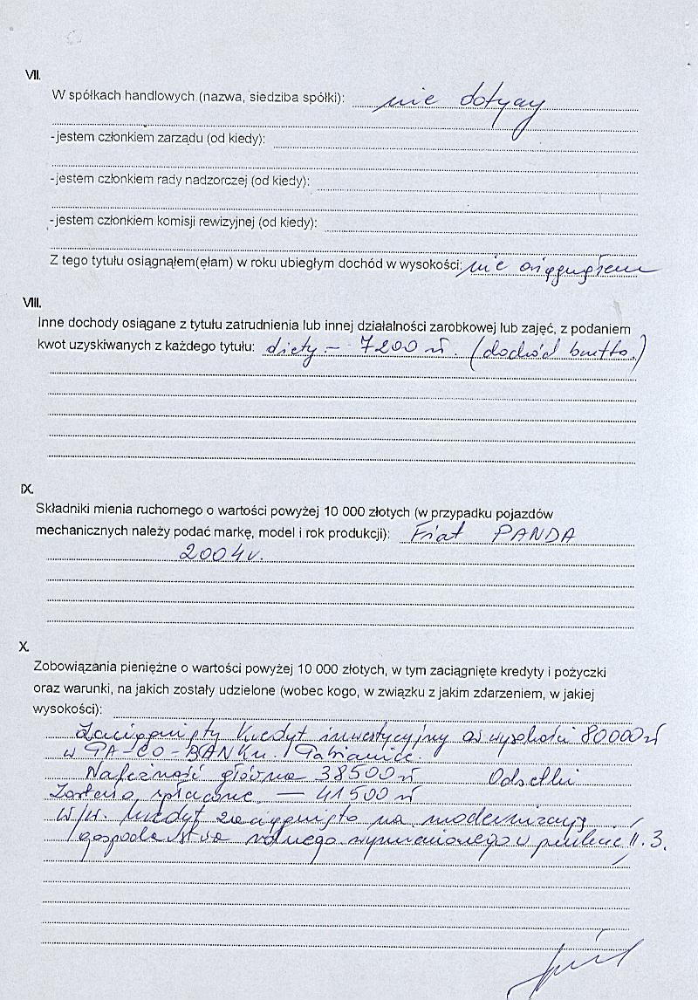 VII.
W spółkach handlowych (nazwa, siedziba spółki): nie dotyczy
-jestem członkiem zarządu (od kiedy):
-jestem członkiem rady nadzorczej (od kiedy):
-jestem członkiem komisji rewizyjnej (od kiedy):
Z tego tytułu osiągnąłem(ęłam) w roku ubiegłym dochód w wysokości: nie osiągnąłem
VIII.
Inne dochody osiągane z tytułu zatrudnienia lub innej działalności zarobkowej lub zajęć, z podaniem
kwot uzyskiwanych z każdego tytułu: diety – 7200 zł. (dochód brutto.)
IX.
Składniki mienia ruchomego o wartości powyżej 10 000 złotych (w przypadku pojazdów
mechanicznych należy podać markę, model i rok produkcji): Fiat PANDA
2004 r.
X.
Zobowiązania pieniężne o wartości powyżej 10 000 złotych, w tym zaciągnięte kredyty i pożyczki
oraz warunki, na jakich zostały udzielone (wobec kogo, w związku z jakim zdarzeniem, w jakiej
wysokości):
Zaciągnięty kredyt inwestycyjny o wysokości 80000 zł
w PA-CO-BANKu. Pabianice.
Należność główna 38500 zł Odsetki
Zostało spłacone – 41500 zł
W/w. kredyt zaciągnięto na modernizację
gospodarstwa rolnego wymienionego w punkcie II. 3.